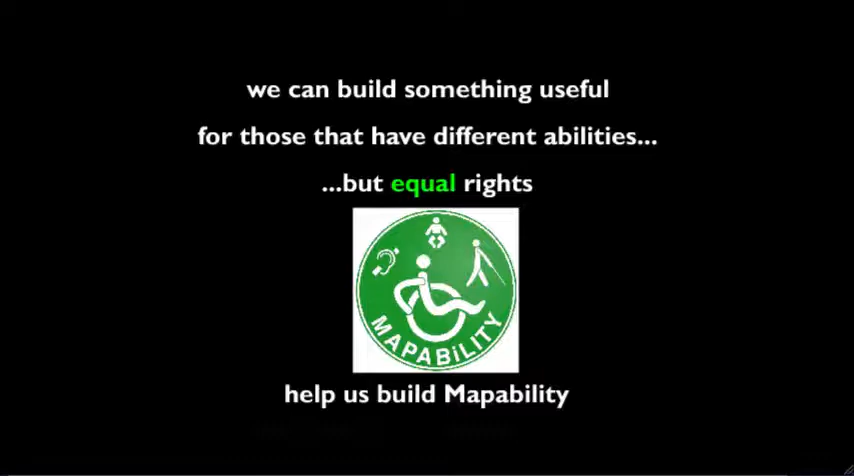 we can build something useful
for those that have different abilities...
...but equal rights
MAPABiLITY
help us build Mapability